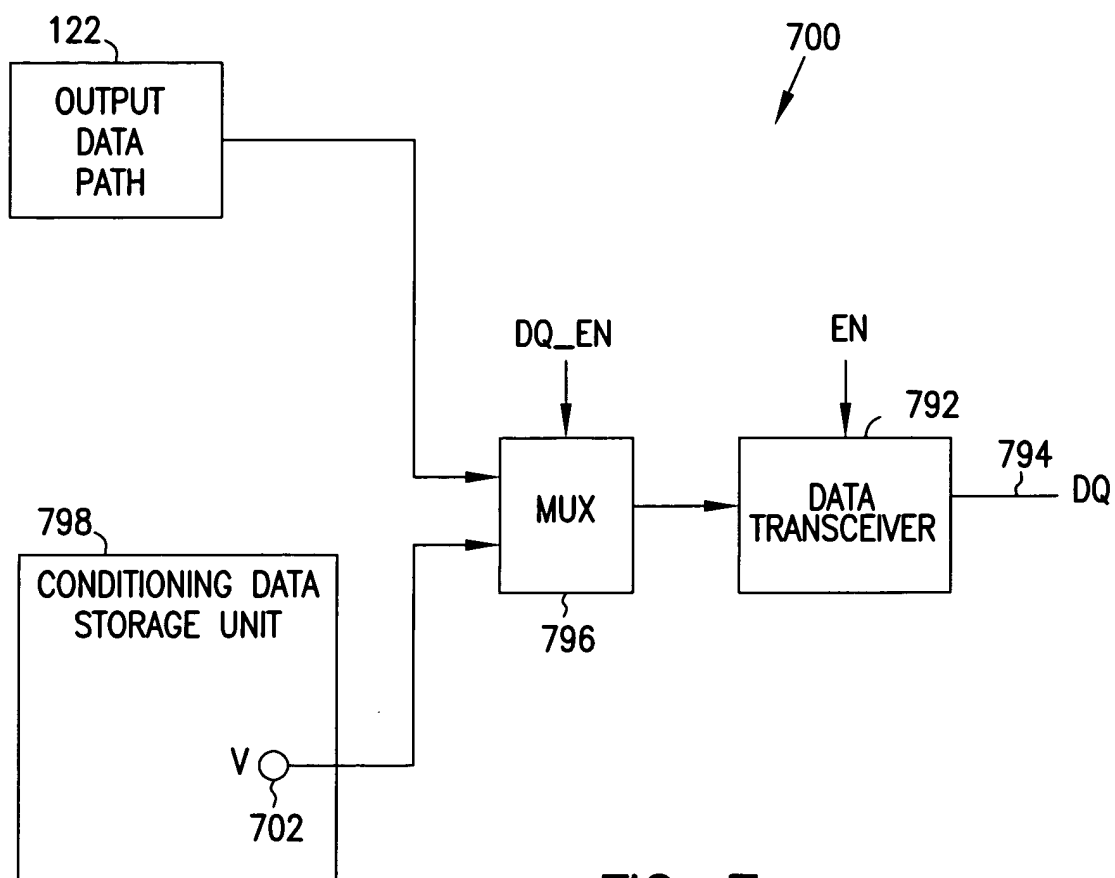 122
700
OUTPUT
DATA
PATH
DQ_EN
EN
792
794
DQ
MUX
DATA
TRANSCEIVER
798
796
CONDITIONING DATA
STORAGE UNIT
V
702